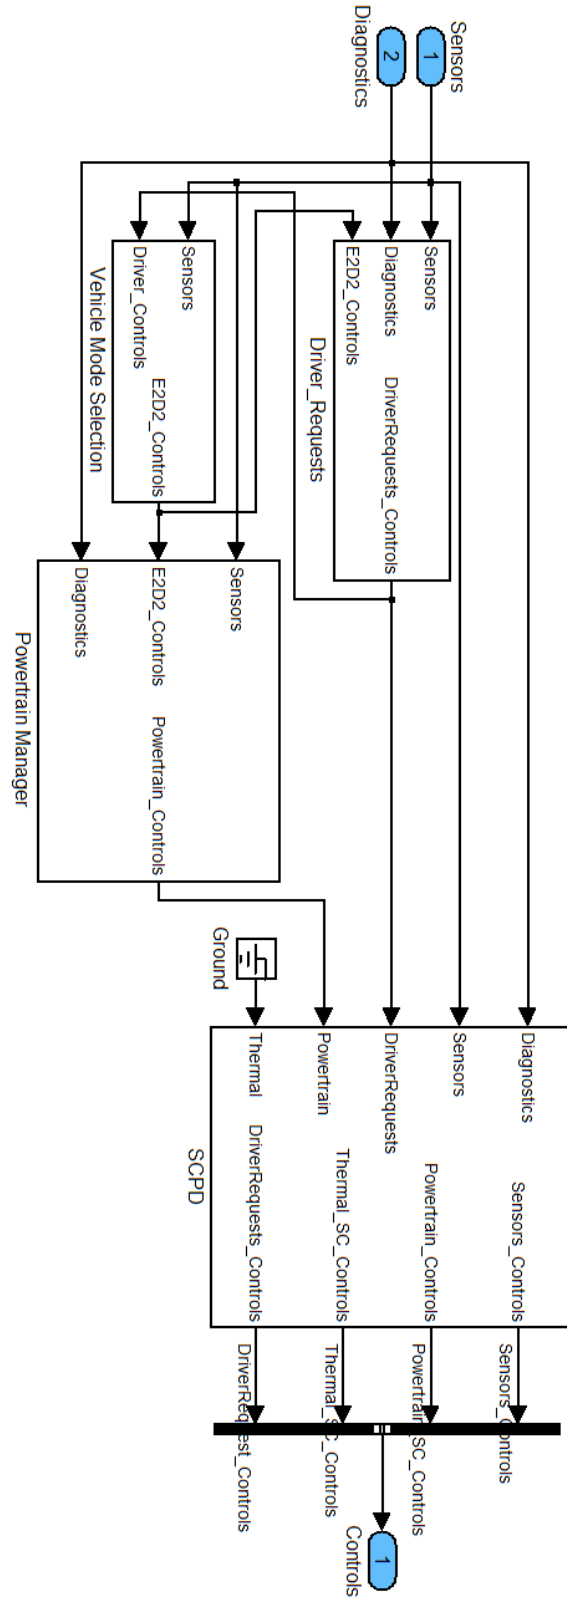 Sensors
1
Diagnostics
2
Sensors
Diagnostics
E2D2_Controls
DriverRequests_Controls
Driver_Requests
Sensors
Driver_Controls
E2D2_Controls
Vehicle Mode Selection
Sensors
E2D2_Controls
Diagnostics
Powertrain_Controls
Powertrain Manager
Ground
Diagnostics
Sensors
DriverRequests
Powertrain
Thermal
Sensors_Controls
Powertrain_Controls
Thermal_SC_Controls
DriverRequests_Controls
SCPD
Sensors_Controls
Powertrain_SC_Controls
Thermal_SC_Controls
DriverRequest_Controls
1
Controls